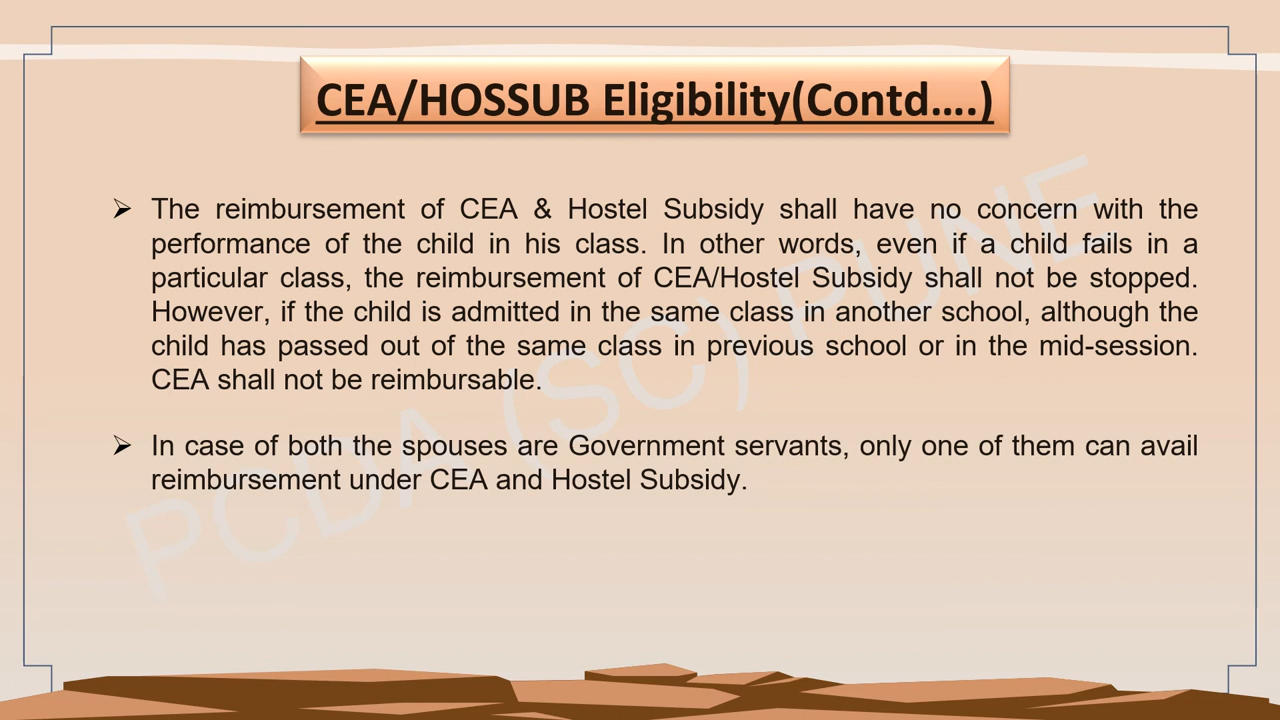 CEA/HOSSUB Eligibility(Contd....)
➢ The reimbursement of CEA & Hostel Subsidy shall have no concern with the
performance of the child in his class. In other words, even if a child fails in a
particular class, the reimbursement of CEA/Hostel Subsidy shall not be stopped.
However, if the child is admitted in the same class in another school, although the
child has passed out of the same class in previous school or in the mid-session.
CEA shall not be reimbursable.
➢ In case of both the spouses are Government servants, only one of them can avail
reimbursement under CEA and Hostel Subsidy.
PCDA (SC) PUNE